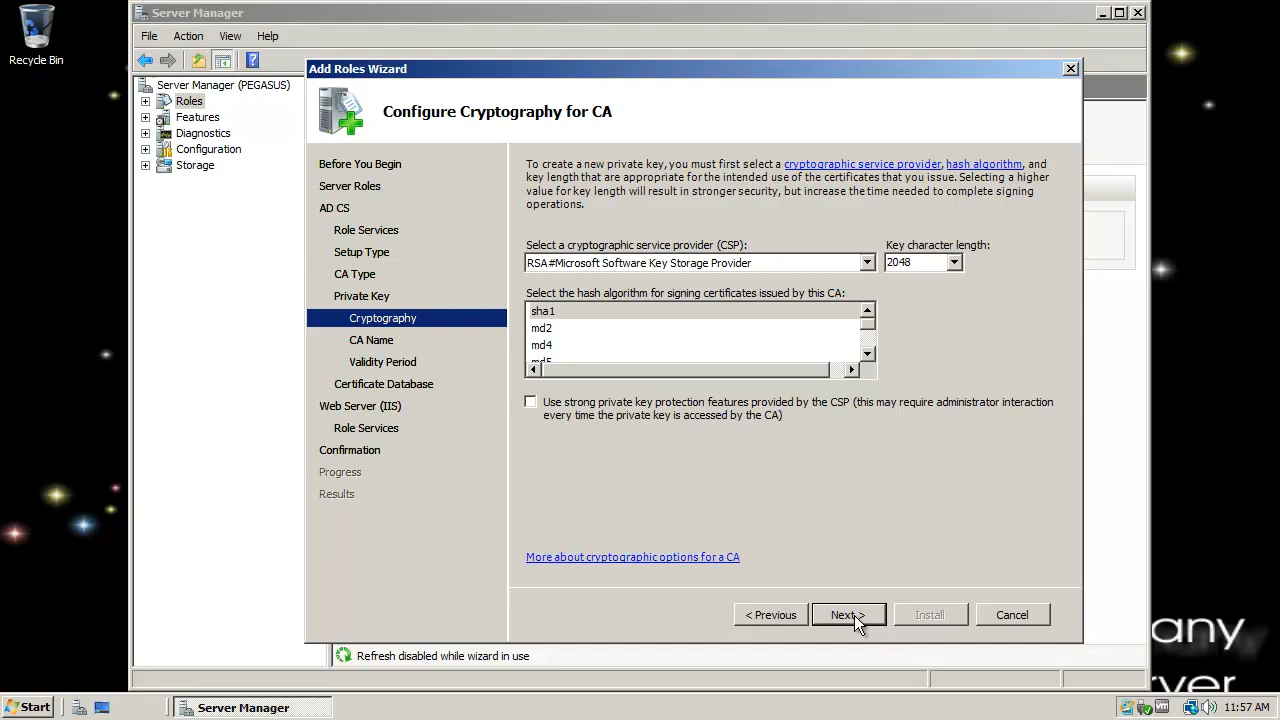 Recycle Bin
Server Manager
File Action View Help
Server Manager (PEGASUS)
Roles
Features
Diagnostics
Configuration
Storage
Add Roles Wizard
Configure Cryptography for CA
Before You Begin
Server Roles
AD CS
Role Services
Setup Type
CA Type
Private Key
Cryptography
CA Name
Validity Period
Certificate Database
Web Server (IIS)
Role Services
Confirmation
Progress
Results
To create a new private key, you must first select a cryptographic service provider, hash algorithm, and
key length that are appropriate for the intended use of the certificates that you issue. Selecting a higher
value for key length will result in stronger security, but increase the time needed to complete signing
operations.
Select a cryptographic service provider (CSP): Key character length:
RSA#Microsoft Software Key Storage Provider 2048
Select the hash algorithm for signing certificates issued by this CA:
sha1
md2
md4
md5
Use strong private key protection features provided by the CSP (this may require administrator interaction
every time the private key is accessed by the CA)
More about cryptographic options for a CA
< Previous Next > Install Cancel
Refresh disabled while wizard in use
any
rver
Start Server Manager 11:57 AM